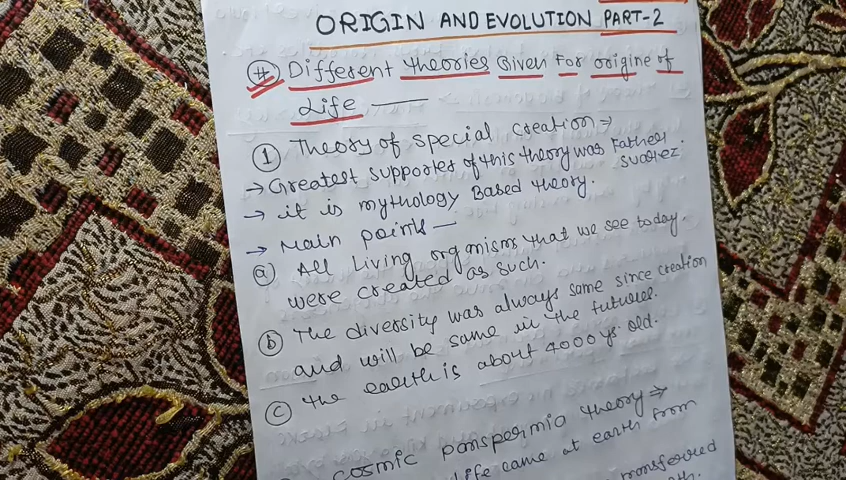 ORIGIN AND EVOLUTION PART-2
# Different theories Given For origine of
Life —
① Theory of special creation ⇒
→ Greatest supporter of this theory was Father
suarez.
→ it is mythology Based theory.
→ Main points —
ⓐ All Living organisms that we see today.
were created as such.
ⓑ The diversity was always same since creation
and will be same in the future.
ⓒ the earth is about 4000 ys. old.
cosmic panspermia theory ⇒
Life came at earth from
transferred